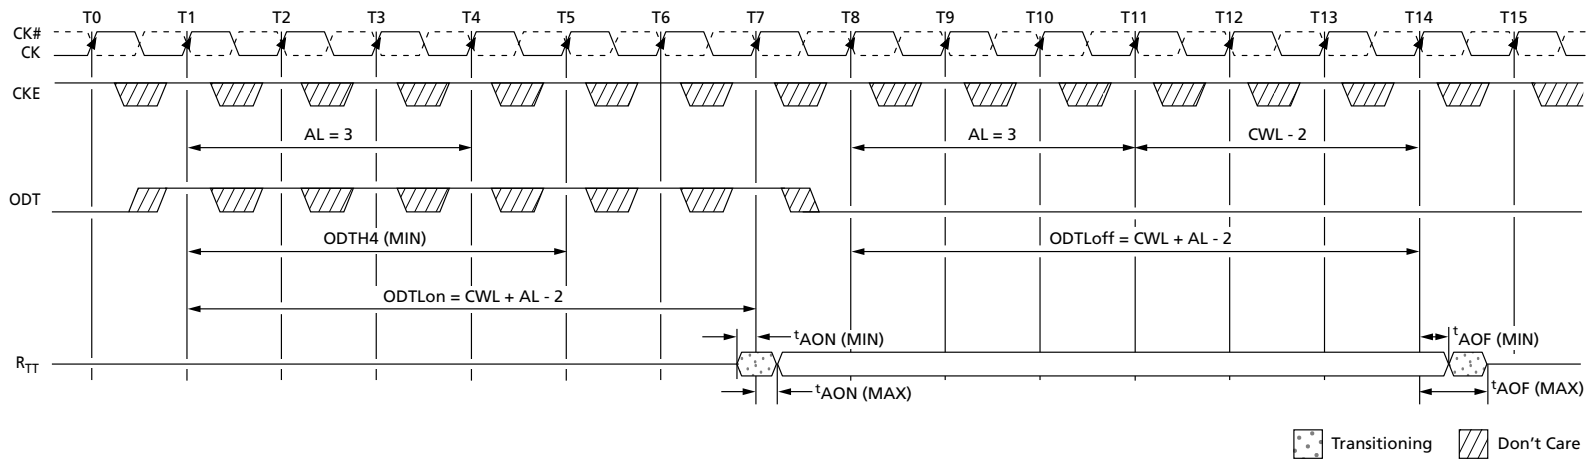 T0 T1 T2 T3 T4 T5 T6 T7 T8 T9 T10 T11 T12 T13 T14 T15
CK#
CK
CKE
AL = 3 AL = 3 CWL - 2
ODT
ODTH4 (MIN) ODTLoff = CWL + AL - 2
ODTLon = CWL + AL - 2
tAON (MIN) tAOF (MIN)
RTT
tAON (MAX) tAOF (MAX)
Transitioning Don't Care